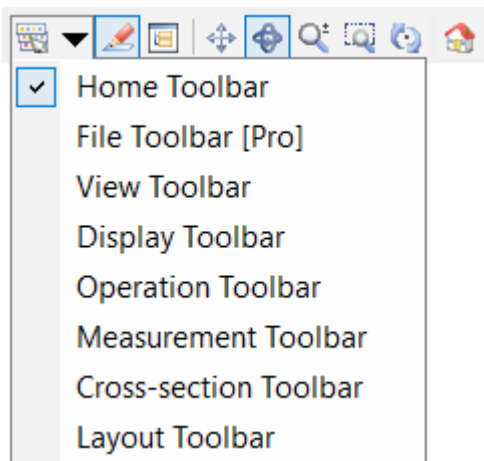 Home Toolbar
File Toolbar [Pro]
View Toolbar
Display Toolbar
Operation Toolbar
Measurement Toolbar
Cross-section Toolbar
Layout Toolbar